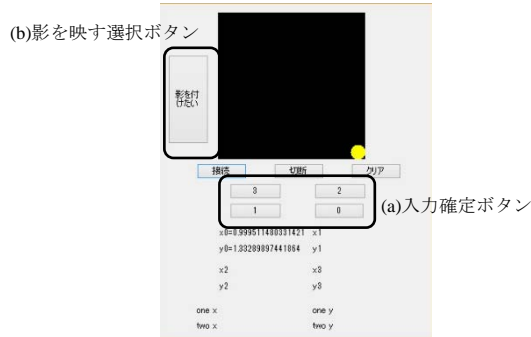 (b)影を映す選択ボタン
影を付
けたい
接続 切断 クリア
3 2
1 0
(a)入力確定ボタン
x0=0.999511480331421 x1
y0=1.33289897441864 y1
x2 x3
y2 y3
one x one y
two x two y